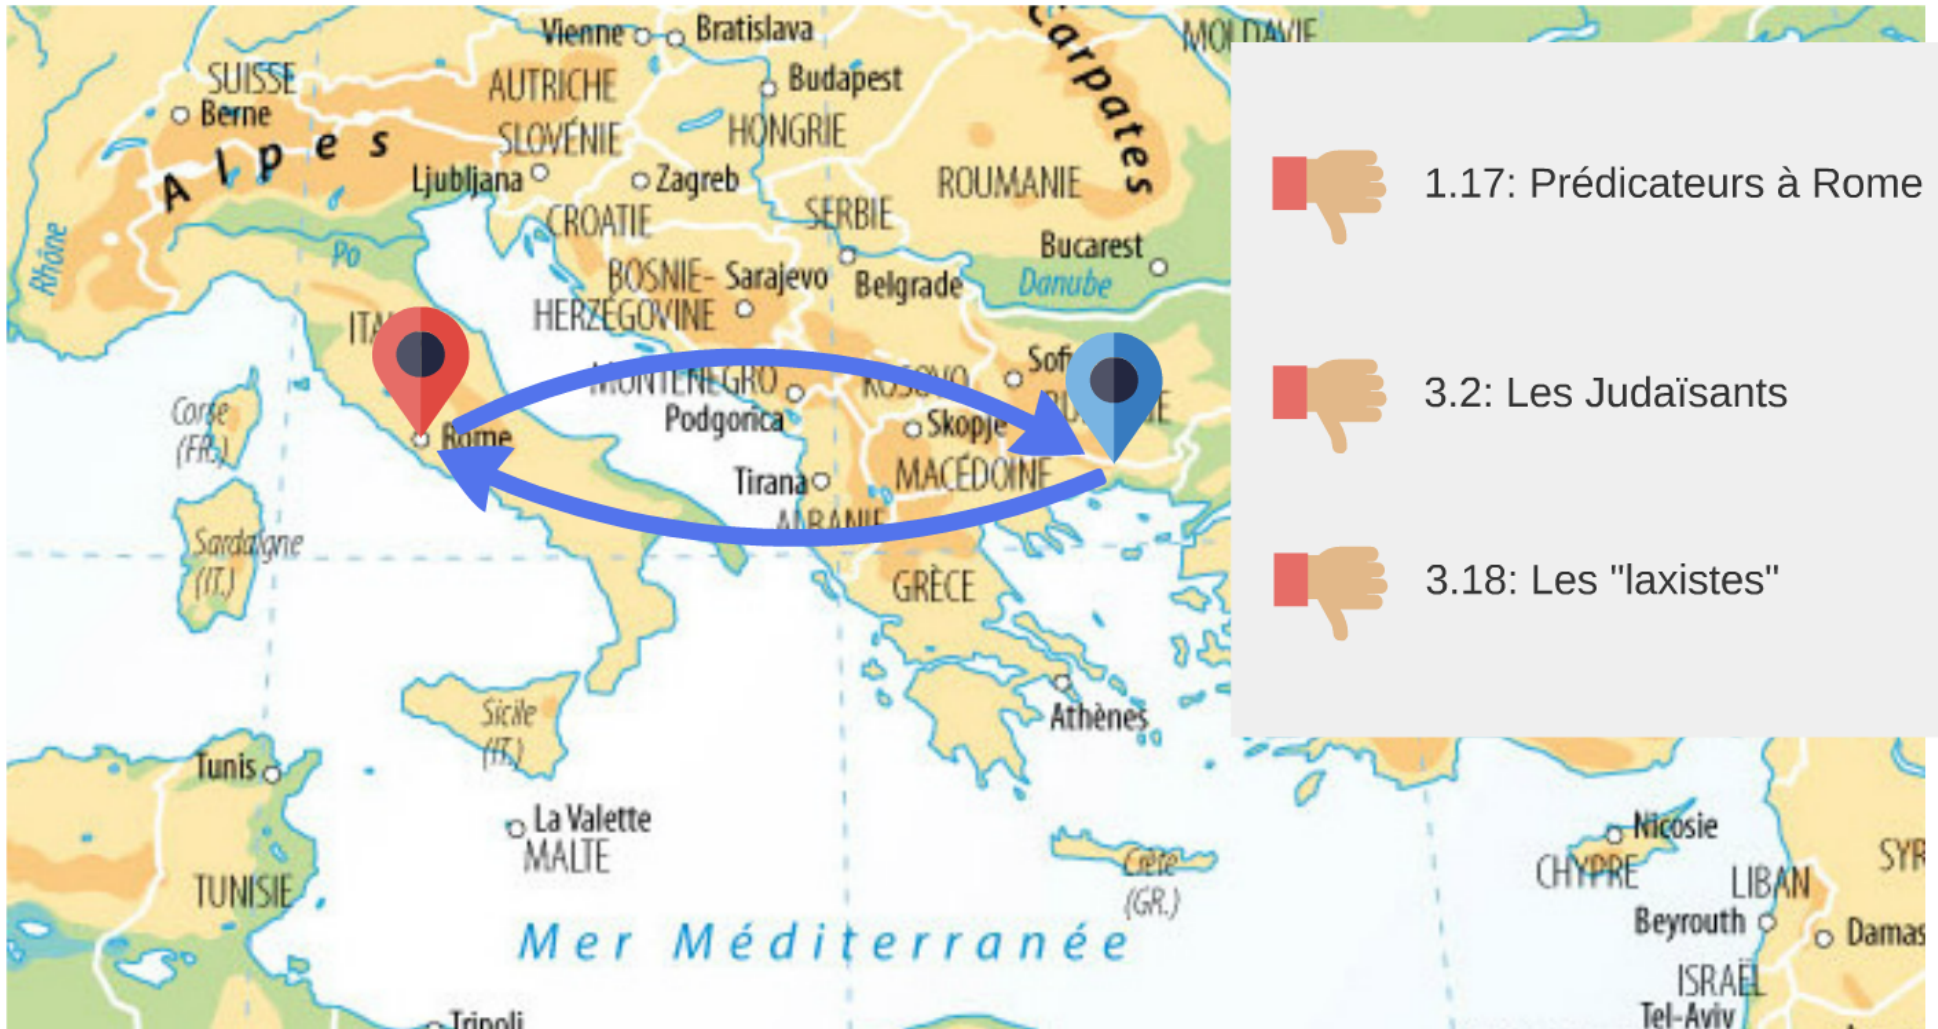 Vienne
Bratislava
Carpates
MOLDAVIE
SUISSE
AUTRICHE
Budapest
Berne
Alpes
SLOVÉNIE
HONGRIE
Ljubljana
Zagreb
ROUMANIE
CROATIE
SERBIE
Rhône
Po
Bucarest
BOSNIE-
HERZÉGOVINE
Sarajevo
Belgrade
Danube
MONTÉNÉGRO
KOSOVO
Podgorica
Skopje
Corse
(FR.)
Rome
Tirana
MACÉDOINE
ALBANIE
Sardaigne
(IT.)
GRÈCE
Sicile
(IT.)
Athènes
Tunis
La Valette
MALTE
TUNISIE
Crète
(GR.)
Mer Méditerranée
Nicosie
CHYPRE
LIBAN
Beyrouth
ISRAËL
Tel-Aviv
Tripoli
1.17: Prédicateurs à Rome
3.2: Les Judaïsants
3.18: Les "laxistes"